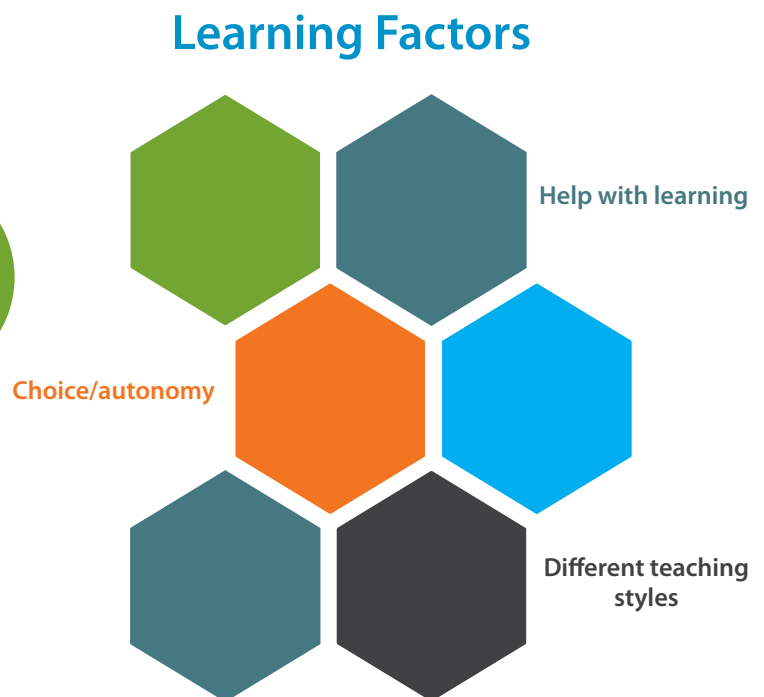 Learning Factors
Help with learning
Choice/autonomy
Different teaching
styles